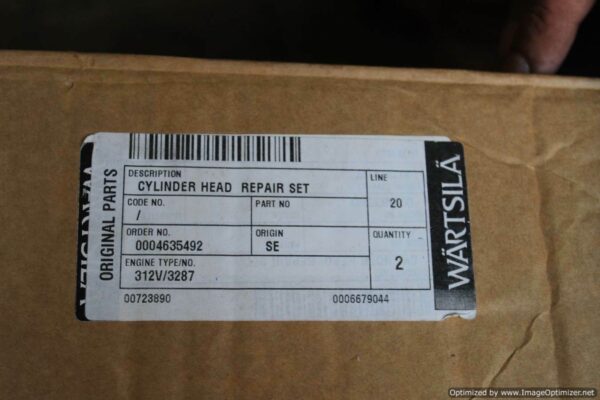 WÄRTSILÄ
ORIGINAL PARTS
DESCRIPTION
CYLINDER HEAD REPAIR SET
LINE
20
CODE NO.
/
PART NO
ORDER NO.
0004635492
ORIGIN
SE
QUANTITY
2
ENGINE TYPE/NO.
312V/3287
00723890 0006679044
WÄRTSILÄ
Optimized by www.ImageOptimizer.net